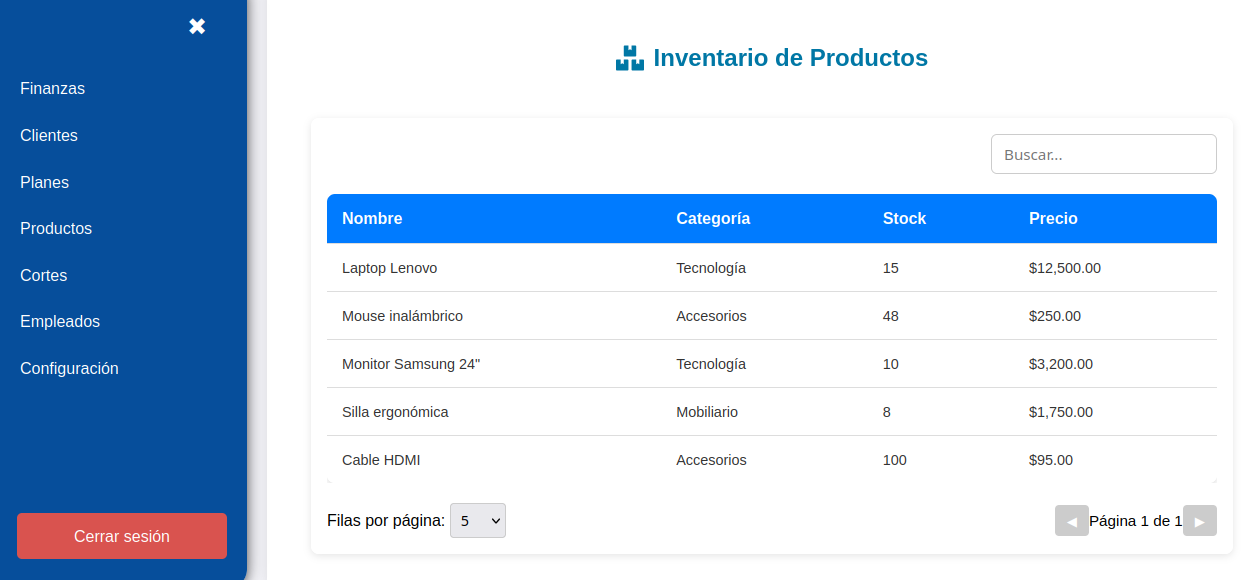 ✖
Finanzas
Clientes
Planes
Productos
Cortes
Empleados
Configuración
Cerrar sesión
Inventario de Productos
Buscar...
Nombre Categoría Stock Precio
Laptop Lenovo Tecnología 15 $12,500.00
Mouse inalámbrico Accesorios 48 $250.00
Monitor Samsung 24" Tecnología 10 $3,200.00
Silla ergonómica Mobiliario 8 $1,750.00
Cable HDMI Accesorios 100 $95.00
Filas por página: 5 ◀ Página 1 de 1 ▶